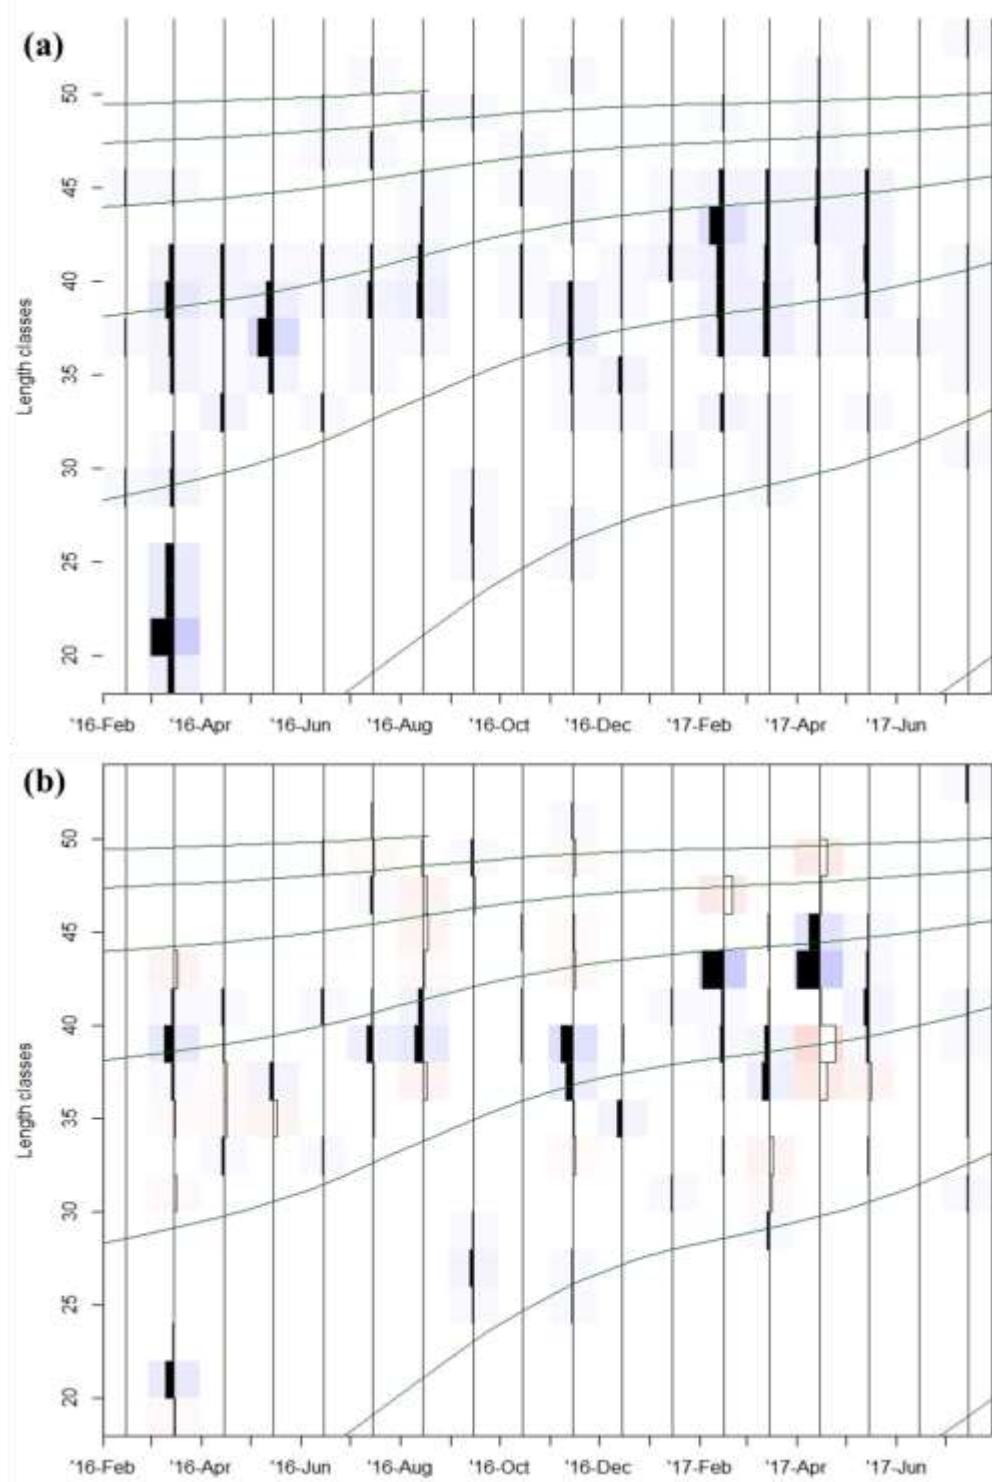 (a)
50
45
40
35
30
25
20
Length classes
'16-Feb '16-Apr '16-Jun '16-Aug '16-Oct '16-Dec '17-Feb '17-Apr '17-Jun
(b)
50
45
40
35
30
25
20
Length classes
'16-Feb '16-Apr '16-Jun '16-Aug '16-Oct '16-Dec '17-Feb '17-Apr '17-Jun